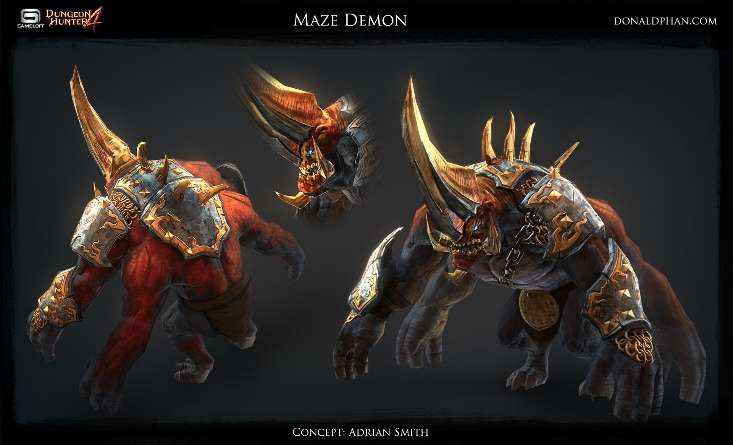 GAMELOFT
DUNGEON HUNTER 4
MAZE DEMON
DONALDPHAN.COM
CONCEPT: ADRIAN SMITH